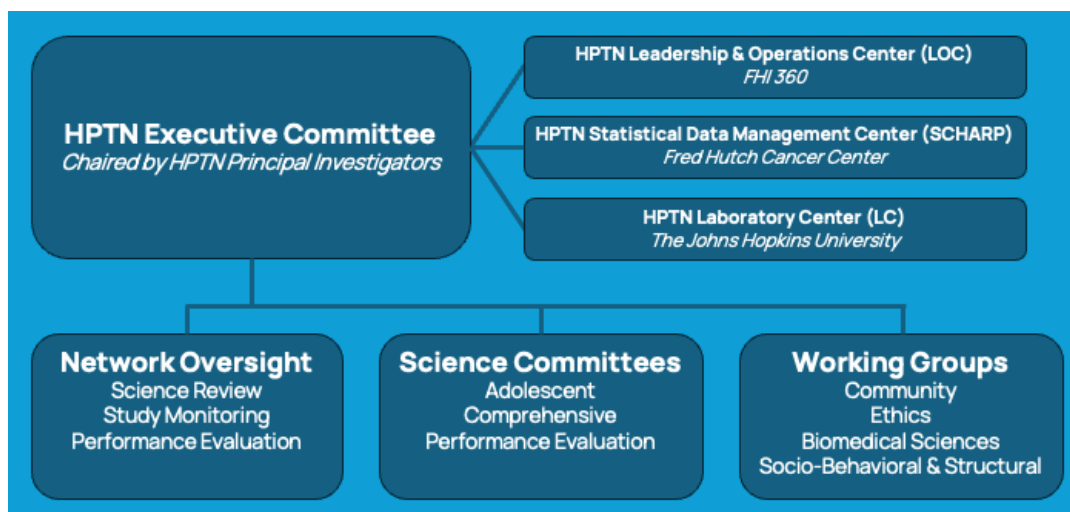 HPTN Executive Committee
Chaired by HPTN Principal Investigators
HPTN Leadership & Operations Center (LOC)
FHI 360
HPTN Statistical Data Management Center (SCHARP)
Fred Hutch Cancer Center
HPTN Laboratory Center (LC)
The Johns Hopkins University
Network Oversight
Science Review
Study Monitoring
Performance Evaluation
Science Committees
Adolescent
Comprehensive
Performance Evaluation
Working Groups
Community
Ethics
Biomedical Sciences
Socio-Behavioral & Structural